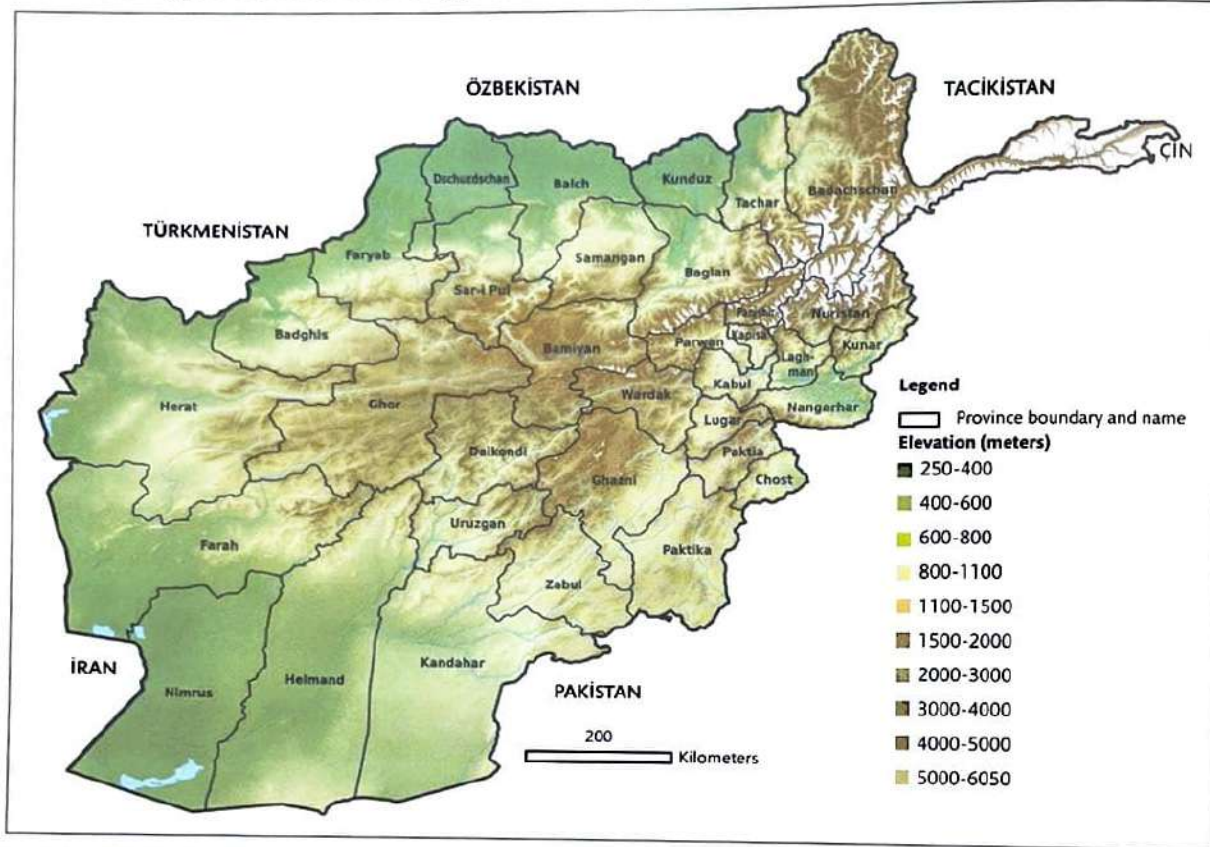 ÖZBEKİSTAN
TACİKİSTAN
ÇİN
TÜRKMENİSTAN
Dschuzdschan
Balch
Kunduz
Tachar
Badachschan
Faryab
Samangan
Baglan
Sar-i Pul
Badghis
Bamiyan
Parwan
Kapisa
Nuristan
Kunar
Lagh-
man
Herat
Ghor
Wardak
Kabul
Nangarhar
Lugar
Daikondi
Paktia
Ghazni
Chost
Uruzgan
Farah
Paktika
Zabul
İRAN
Nimrus
Helmand
Kandahar
PAKİSTAN
200
Kilometers
Legend
Province boundary and name
Elevation (meters)
250-400
400-600
600-800
800-1100
1100-1500
1500-2000
2000-3000
3000-4000
4000-5000
5000-6050